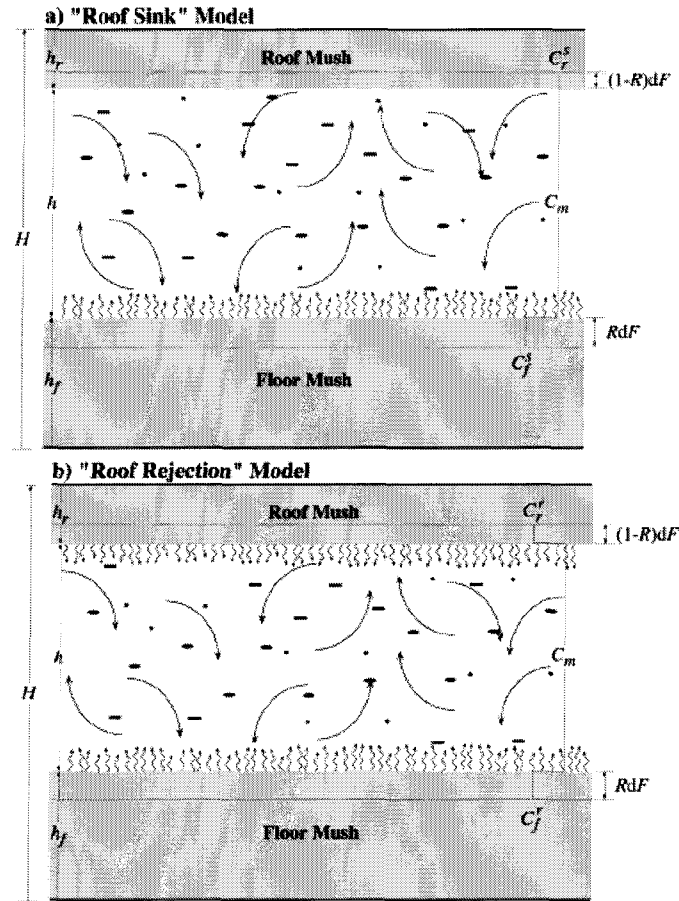 a) "Roof Sink" Model
h_r Roof Mush C_r^s
(1-R)dF
h C_m
H
RdF
C_f^s
h_f Floor Mush
b) "Roof Rejection" Model
h_r Roof Mush C_r^r
(1-R)dF
h C_m
H
RdF
C_f^r
h_f Floor Mush